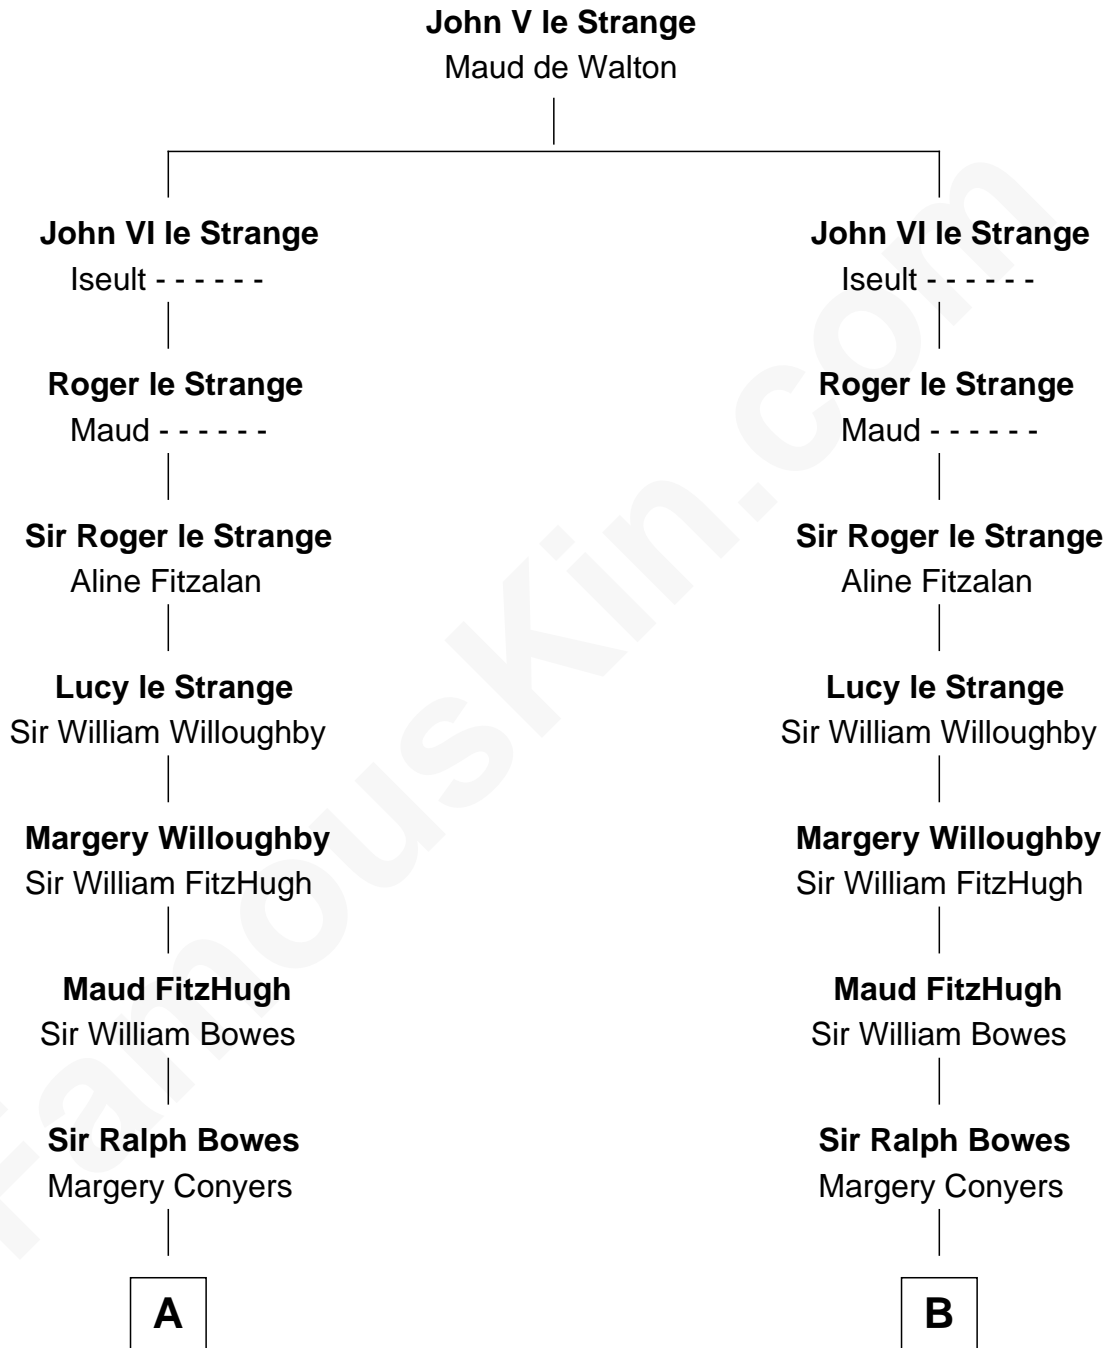 John V le Strange
Maud de Walton
John VI le Strange John VI le Strange
Iseult - - - - - - Iseult - - - - - -
Roger le Strange Roger le Strange
Maud - - - - - - Maud - - - - - -
Sir Roger le Strange Sir Roger le Strange
Aline Fitzalan Aline Fitzalan
Lucy le Strange Lucy le Strange
Sir William Willoughby Sir William Willoughby
Margery Willoughby Margery Willoughby
Sir William FitzHugh Sir William FitzHugh
Maud FitzHugh Maud FitzHugh
Sir William Bowes Sir William Bowes
Sir Ralph Bowes Sir Ralph Bowes
Margery Conyers Margery Conyers
A B
FamousKin.com